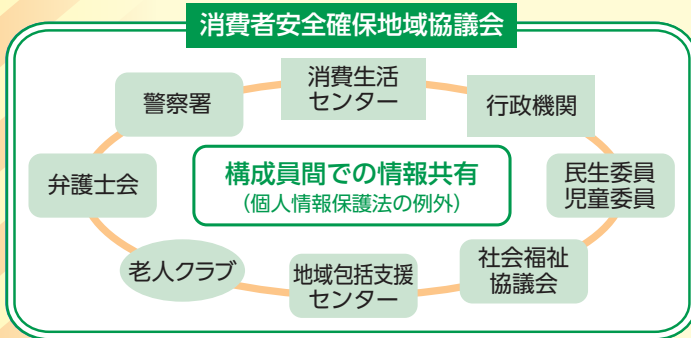 消費者安全確保地域協議会
消費生活
センター
警察署
行政機関
弁護士会
構成員間での情報共有
（個人情報保護法の例外）
民生委員
児童委員
老人クラブ
地域包括支援
センター
社会福祉
協議会